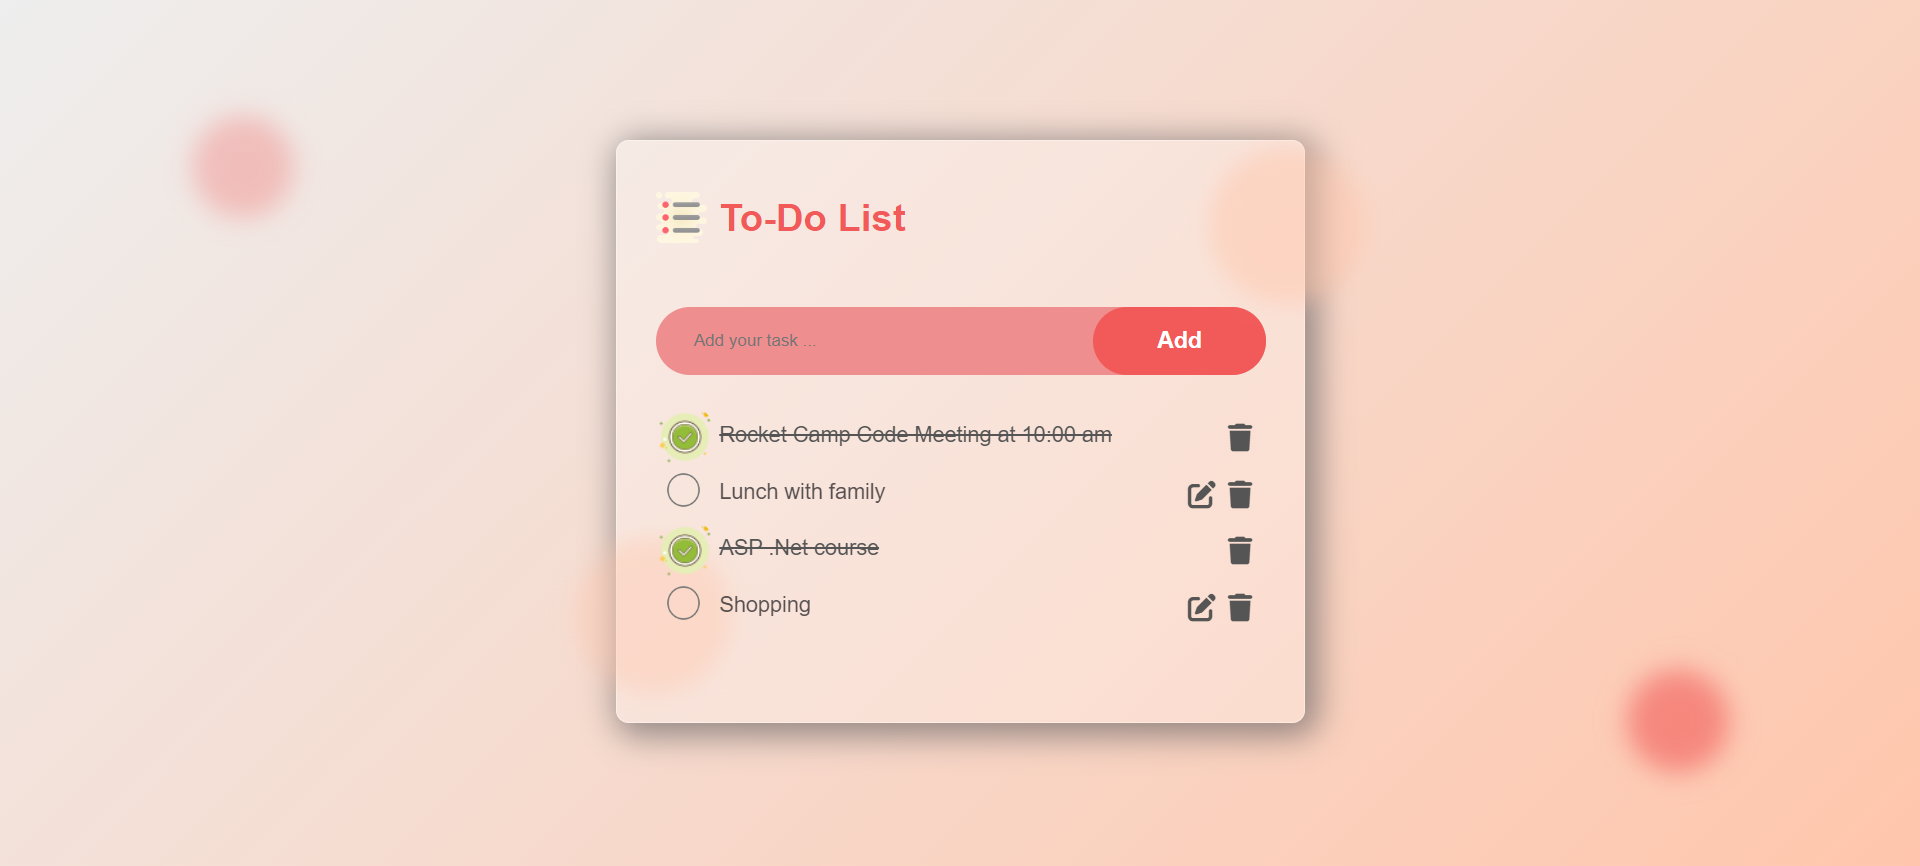 To-Do List
Add your task ...
Add
Rocket Camp Code Meeting at 10:00 am
Lunch with family
ASP .Net course
Shopping